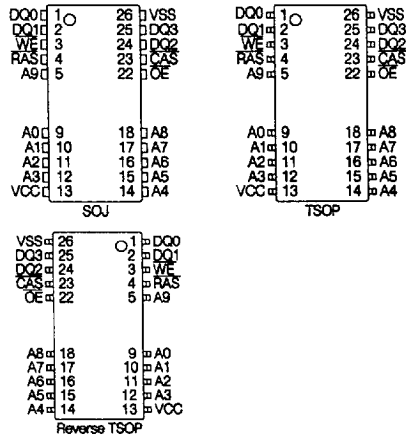 DQ0 1 26 VSS
DQ1 2 25 DQ3
WE 3 24 DQ2
RAS 4 23 CAS
A9 5 22 OE
A0 9 18 A8
A1 10 17 A7
A2 11 16 A6
A3 12 15 A5
VCC 13 14 A4
SOJ
DQ0 1 26 VSS
DQ1 2 25 DQ3
WE 3 24 DQ2
RAS 4 23 CAS
A9 5 22 OE
A0 9 18 A8
A1 10 17 A7
A2 11 16 A6
A3 12 15 A5
VCC 13 14 A4
TSOP
VSS 26 1 DQ0
DQ3 25 2 DQ1
DQ2 24 3 WE
CAS 23 4 RAS
OE 22 5 A9
A8 18 9 A0
A7 17 10 A1
A6 16 11 A2
A5 15 12 A3
A4 14 13 VCC
Reverse TSOP